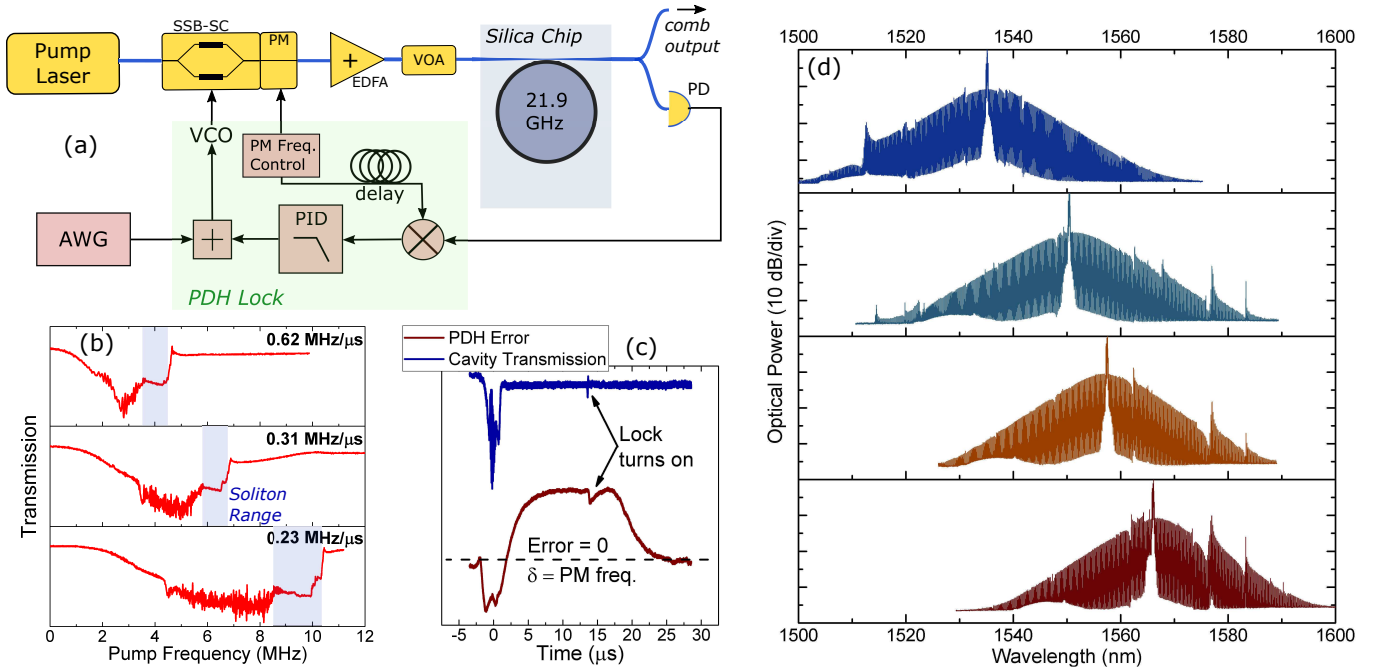 (a)
Pump
Laser
SSB-SC
PM
+
EDFA
VOA
Silica Chip
21.9
GHz
comb
output
PD
VCO
PM Freq.
Control
delay
AWG
+
PID
PDH Lock
(b)
0.62 MHz/μs
0.31 MHz/μs
Soliton
Range
0.23 MHz/μs
Transmission
0 2 4 6 8 10 12
Pump Frequency (MHz)
PDH Error
Cavity Transmission
(c)
Lock
turns on
Error = 0
δ = PM freq.
-5 0 5 10 15 20 25 30
Time (μs)
(d)
1500 1520 1540 1560 1580 1600
Optical Power (10 dB/div)
1500 1520 1540 1560 1580 1600
Wavelength (nm)